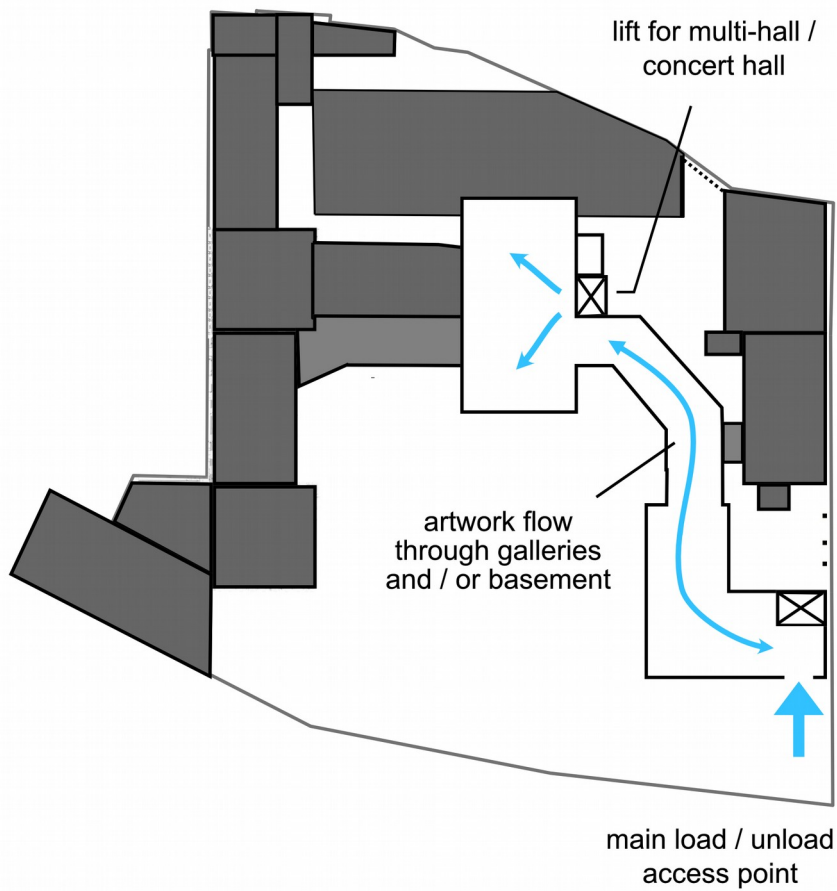 lift for multi-hall /
concert hall
artwork flow
through galleries
and / or basement
main load / unload
access point